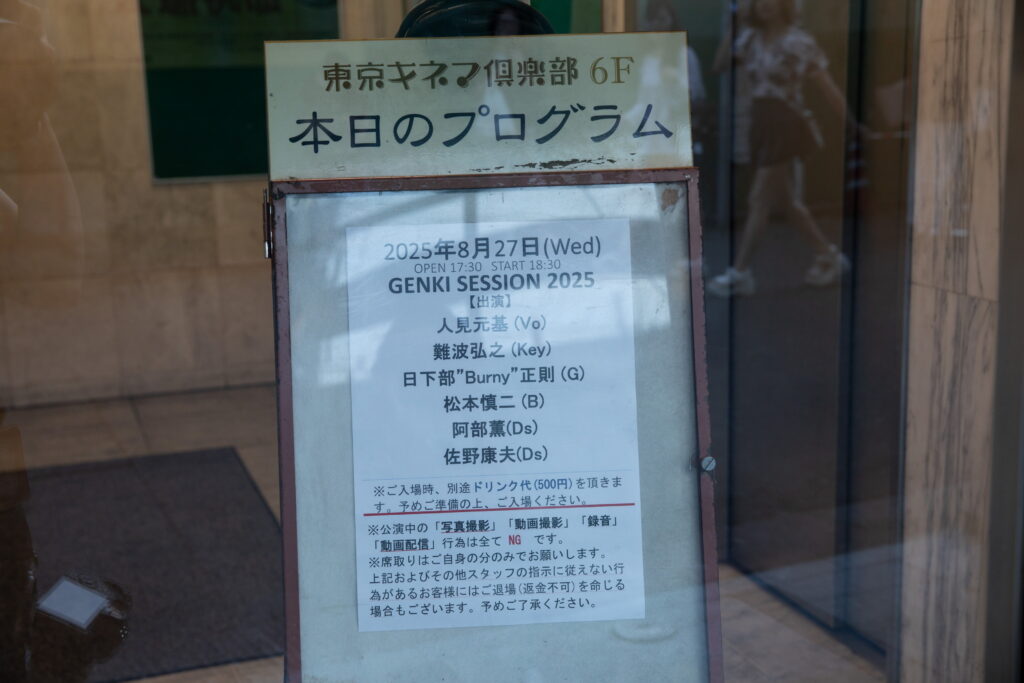 東京キネマ倶楽部 6F
本日のプログラム
2025年8月27日(Wed)
OPEN 17:30 START 18:30
GENKI SESSION 2025
【出演】
人見元基 (Vo)
難波弘之 (Key)
日下部”Burny”正則 (G)
松本慎二 (B)
阿部薫(Ds)
佐野康夫(Ds)
※ご入場時、別途ドリンク代(500円)を頂きま
す。予めご準備の上、ご入場ください。
※公演中の「写真撮影」「動画撮影」「録音」
「動画配信」行為は全て NG です。
※席取りはご自身の分のみでお願いします。
上記およびその他スタッフの指示に従えない行
為があるお客様にはご退場(返金不可)を命じる
場合もございます。予めご了承ください。